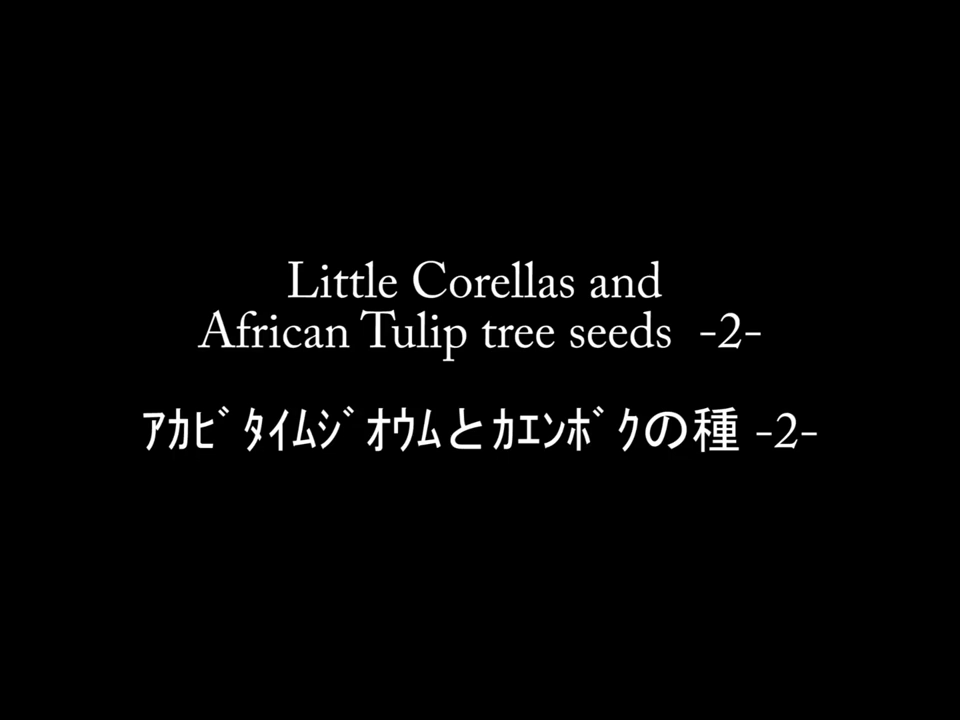 Little Corellas and
African Tulip tree seeds -2-
ｱｶﾋﾞﾀｲﾑｼﾞｵｳﾑとｶｴﾝﾎﾞｸの種 -2-